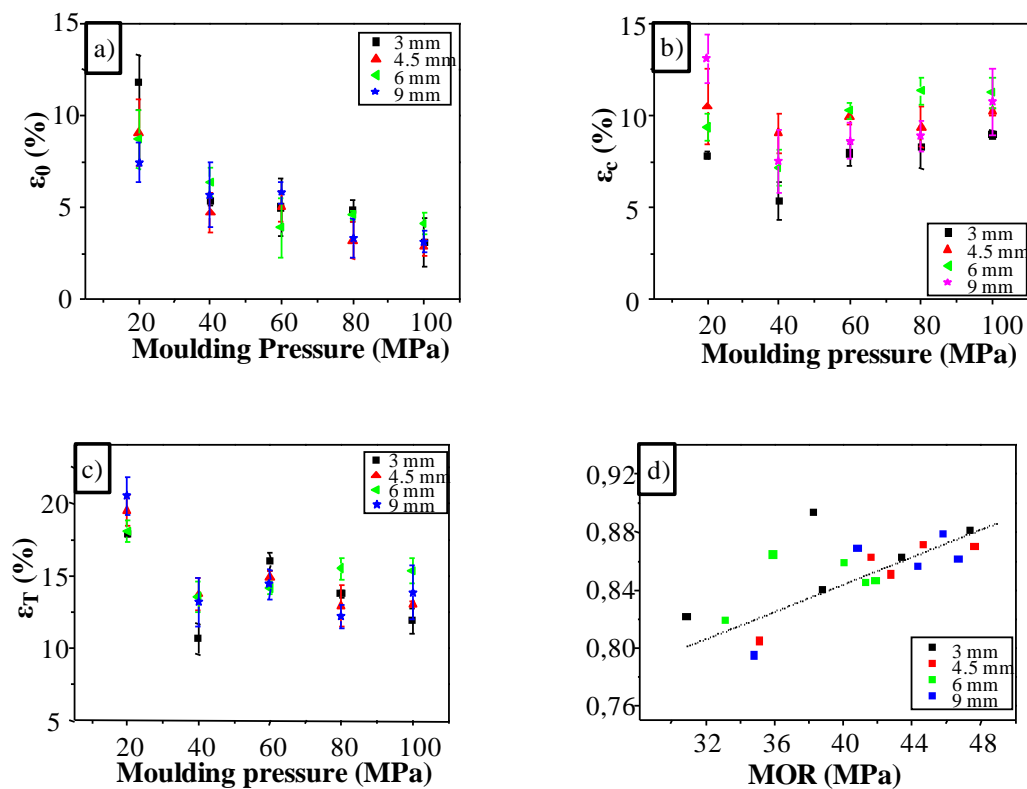 a)
15
10
5
0
ε0 (%)
3 mm
4.5 mm
6 mm
9 mm
20 40 60 80 100
Moulding Pressure (MPa)
b)
15
10
5
0
εc (%)
3 mm
4.5 mm
6 mm
9 mm
20 40 60 80 100
Moulding pressure (MPa)
c)
20
15
10
5
εT (%)
3 mm
4.5 mm
6 mm
9 mm
20 40 60 80 100
Moulding pressure (MPa)
d)
0,92
0,88
0,84
0,80
0,76
3 mm
4.5 mm
6 mm
9 mm
32 36 40 44 48
MOR (MPa)